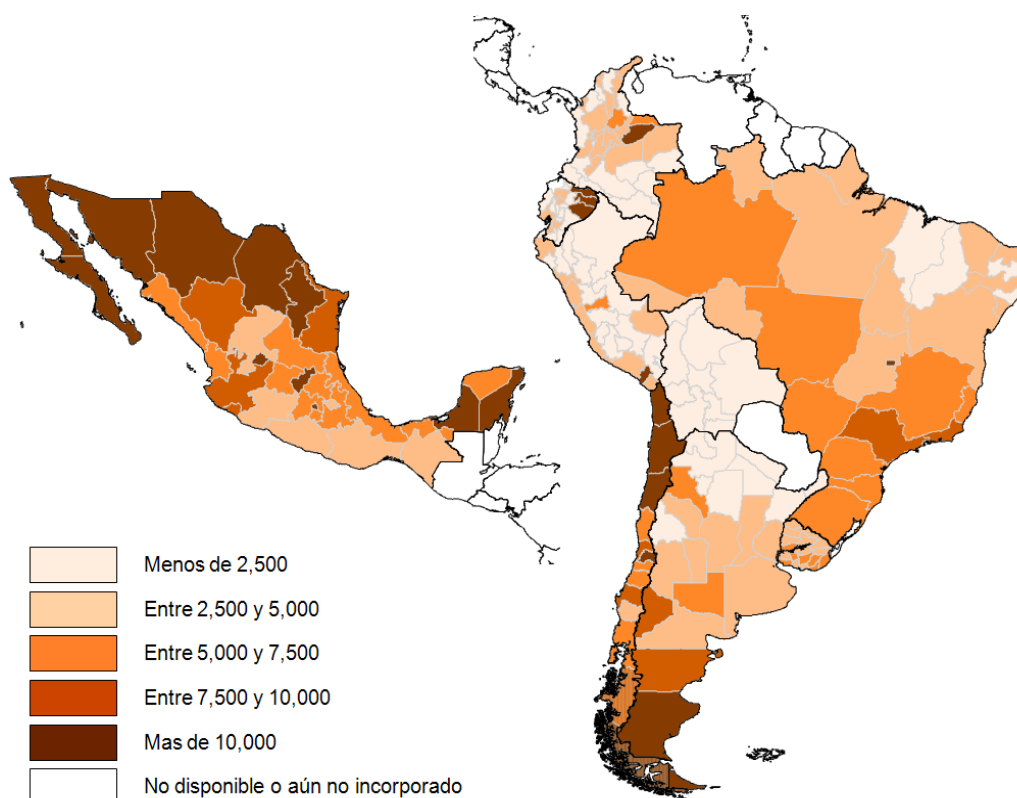 Menos de 2,500
Entre 2,500 y 5,000
Entre 5,000 y 7,500
Entre 7,500 y 10,000
Mas de 10,000
No disponible o aún no incorporado